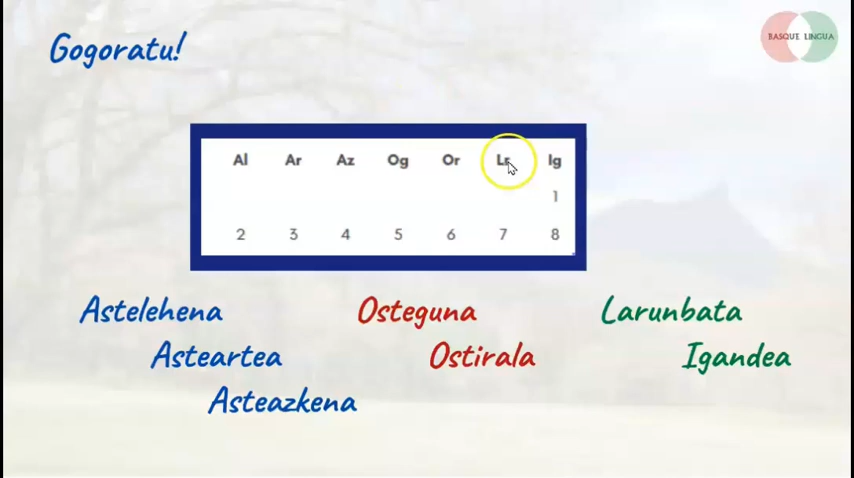 Gogoratu!
BASQUE LINGUA
Al Ar Az Og Or Lr Ig
1
2 3 4 5 6 7 8
Astelehena Osteguna Larunbata
Asteartea Ostirala Igandea
Asteazkena